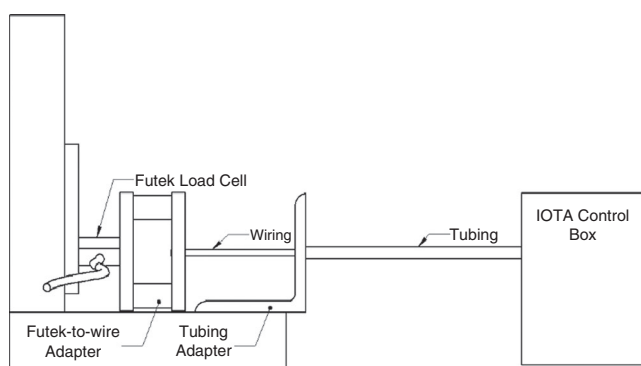 Futek Load Cell
Wiring
Tubing
IOTA Control
Box
Futek-to-wire
Adapter
Tubing
Adapter